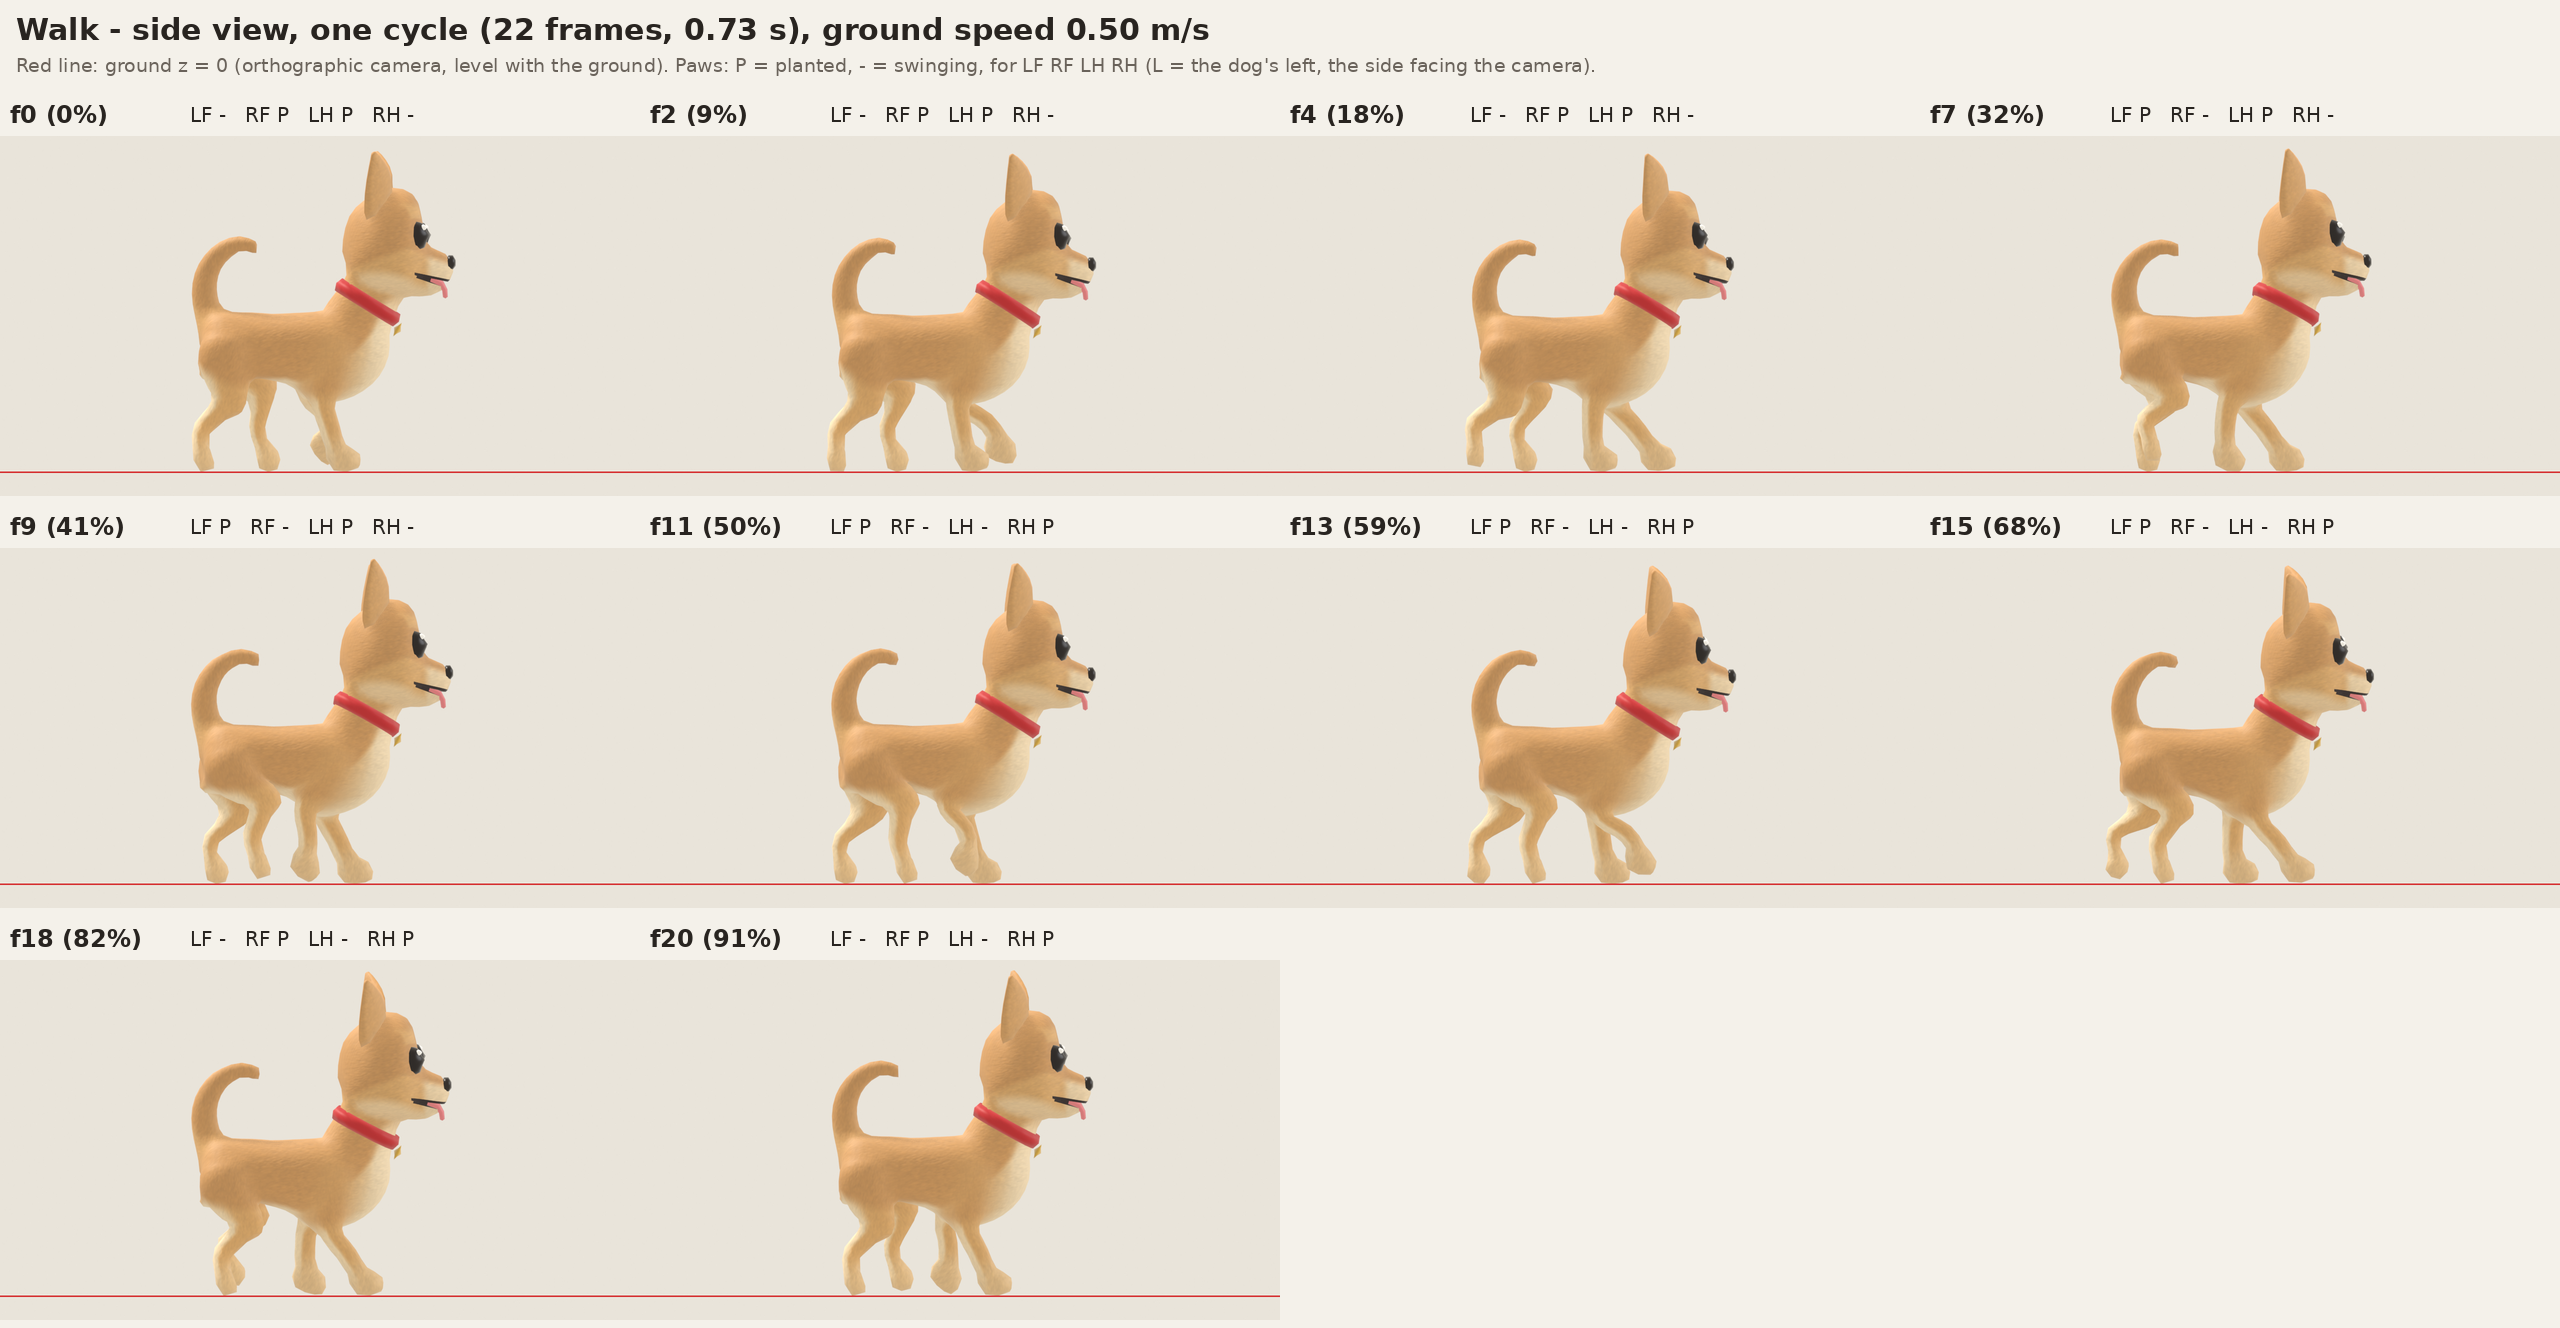 Walk - side view, one cycle (22 frames, 0.73 s), ground speed 0.50 m/s
Red line: ground z = 0 (orthographic camera, level with the ground). Paws: P = planted, - = swinging, for LF RF LH RH (L = the dog's left, the side facing the camera).
f0 (0%) LF - RF P LH P RH -
f2 (9%) LF - RF P LH P RH -
f4 (18%) LF - RF P LH P RH -
f7 (32%) LF P RF - LH P RH -
f9 (41%) LF P RF - LH P RH -
f11 (50%) LF P RF - LH - RH P
f13 (59%) LF P RF - LH - RH P
f15 (68%) LF P RF - LH - RH P
f18 (82%) LF - RF P LH - RH P
f20 (91%) LF - RF P LH - RH P